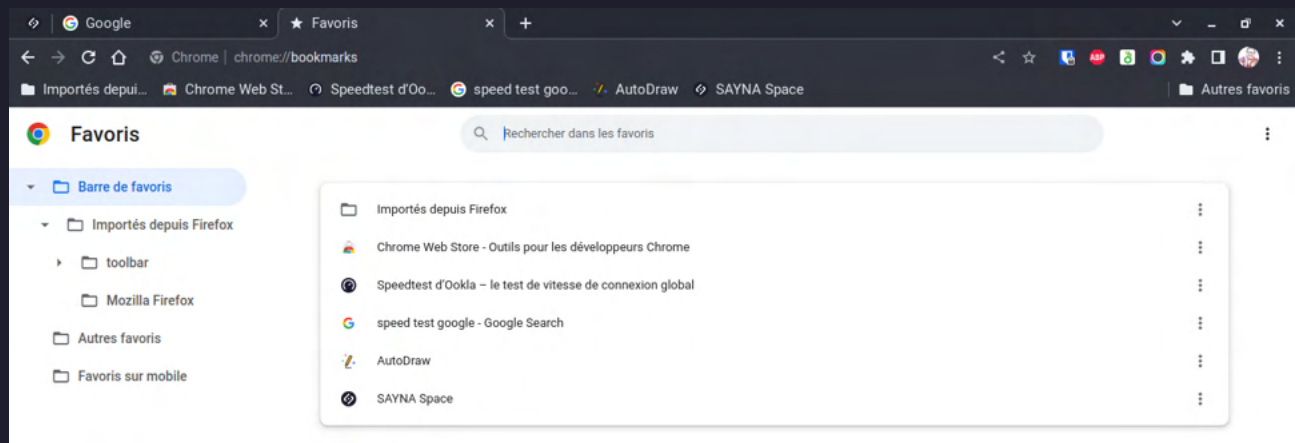 Google
Favoris
Chrome | chrome://bookmarks
ABP
Importés depui... Chrome Web St... Speedtest d'Oo... speed test goo... AutoDraw SAYNA Space Autres favoris
Favoris
Rechercher dans les favoris
Barre de favoris
Importés depuis Firefox
toolbar
Mozilla Firefox
Autres favoris
Favoris sur mobile
Importés depuis Firefox
Chrome Web Store - Outils pour les développeurs Chrome
Speedtest d'Ookla – le test de vitesse de connexion global
speed test google - Google Search
AutoDraw
SAYNA Space